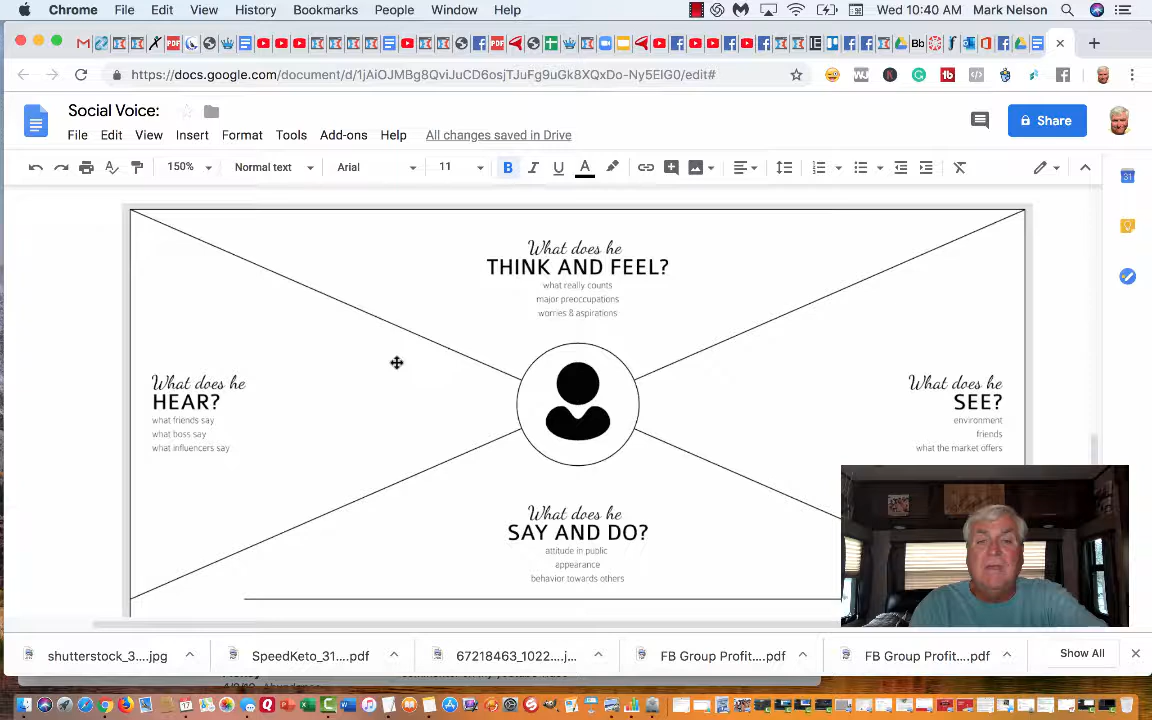 Chrome File Edit View History Bookmarks People Window Help Wed 10:40 AM Mark Nelson
https://docs.google.com/document/d/1jAiOJMBg8QviJuCD6osjTJuFg9uGk8XQxDo-Ny5EIG0/edit#
Social Voice:
File Edit View Insert Format Tools Add-ons Help All changes saved in Drive
Share
150% Normal text Arial 11 B I U A
What does he
THINK AND FEEL?
what really counts
major preoccupations
worries & aspirations
What does he
HEAR?
what friends say
what boss say
what influencers say
What does he
SEE?
environment
friends
what the market offers
What does he
SAY AND DO?
attitude in public
appearance
behavior towards others
shutterstock_3....jpg SpeedKeto_31....pdf 67218463_1022....j... FB Group Profit....pdf FB Group Profit....pdf Show All